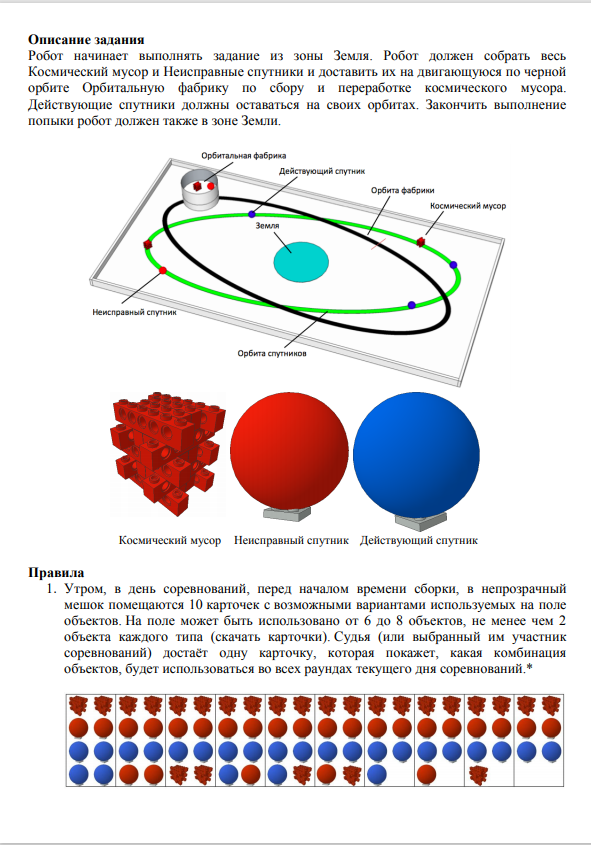 Описание задания
Робот начинает выполнять задание из зоны Земля. Робот должен собрать весь
Космический мусор и Неисправные спутники и доставить их на двигающуюся по черной
орбите Орбитальную фабрику по сбору и переработке космического мусора.
Действующие спутники должны оставаться на своих орбитах. Закончить выполнение
попыки робот должен также в зоне Земли.
Орбитальная фабрика
Действующий спутник
Орбита фабрики
Космический мусор
Земля
Неисправный спутник
Орбита спутников
Космический мусор Неисправный спутник Действующий спутник
Правила
1. Утром, в день соревнований, перед началом времени сборки, в непрозрачный
мешок помещаются 10 карточек с возможными вариантами используемых на поле
объектов. На поле может быть использовано от 6 до 8 объектов, не менее чем 2
объекта каждого типа (скачать карточки). Судья (или выбранный им участник
соревнований) достаёт одну карточку, которая покажет, какая комбинация
объектов, будет использоваться во всех раундах текущего дня соревнований.*